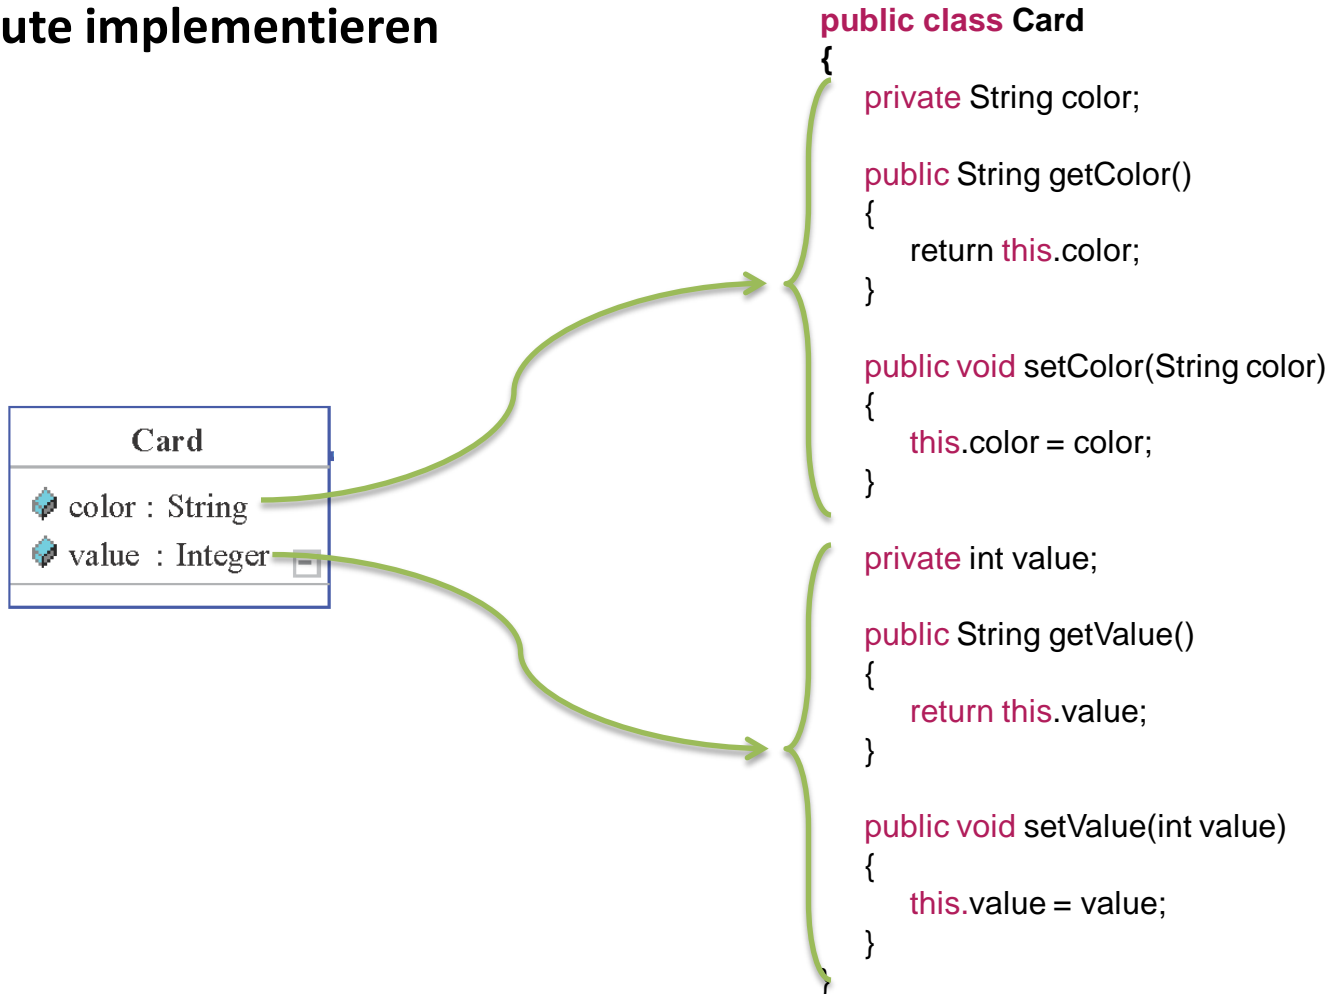 ute implementieren
Card
color : String
value : Integer
public class Card
{
private String color;
public String getColor()
{
return this.color;
}
public void setColor(String color)
{
this.color = color;
}
private int value;
public String getValue()
{
return this.value;
}
public void setValue(int value)
{
this.value = value;
}
}